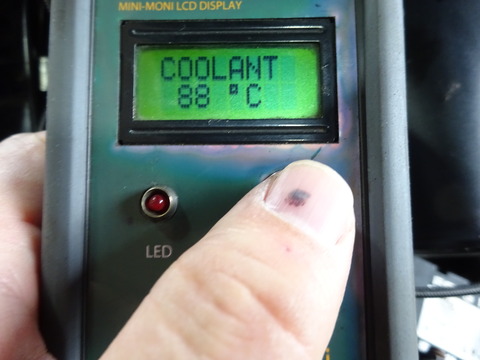 MINI-MONI LCD DISPLAY
COOLANT
88 °C
LED